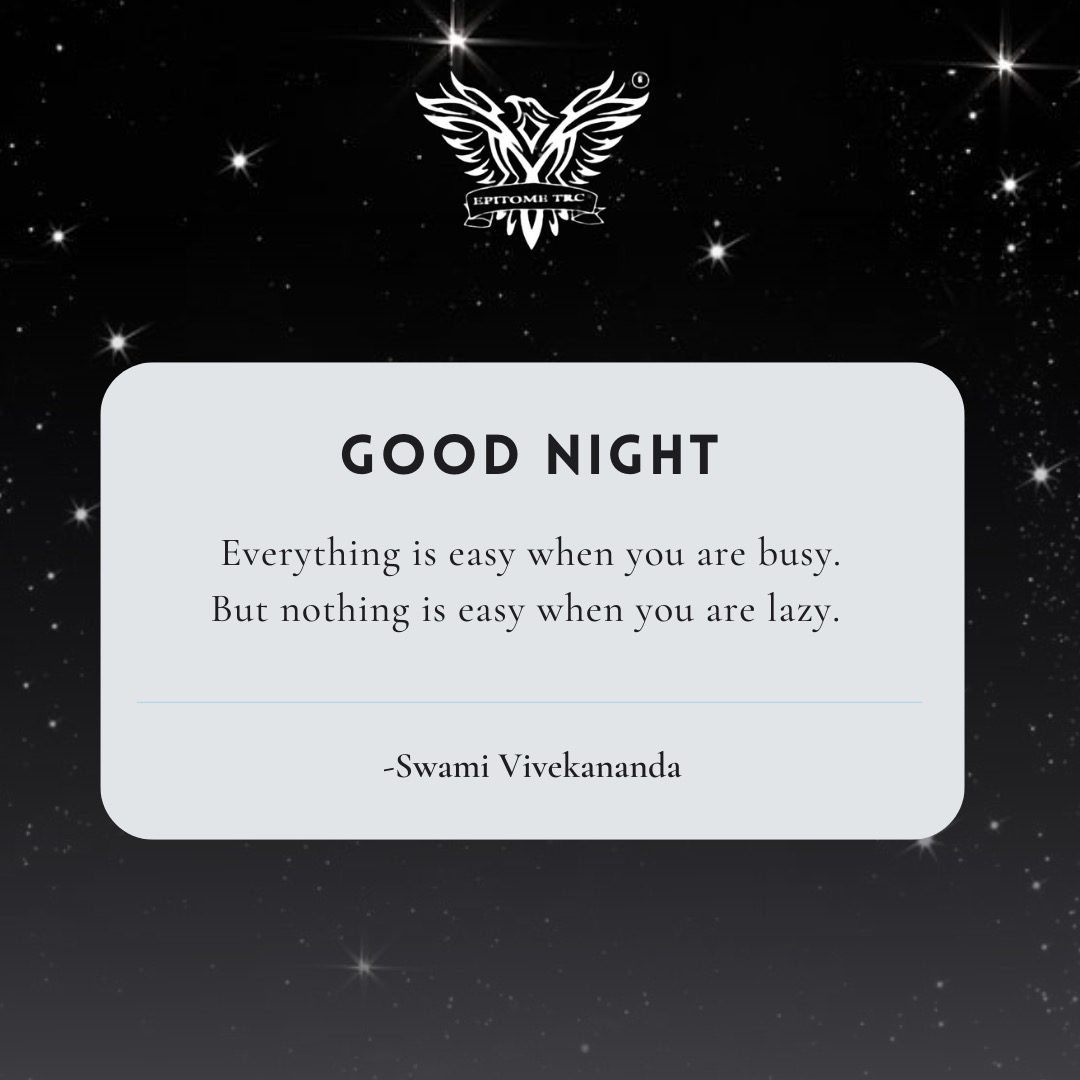 EPITOME TRC
GOOD NIGHT
Everything is easy when you are busy.
But nothing is easy when you are lazy.
-Swami Vivekananda